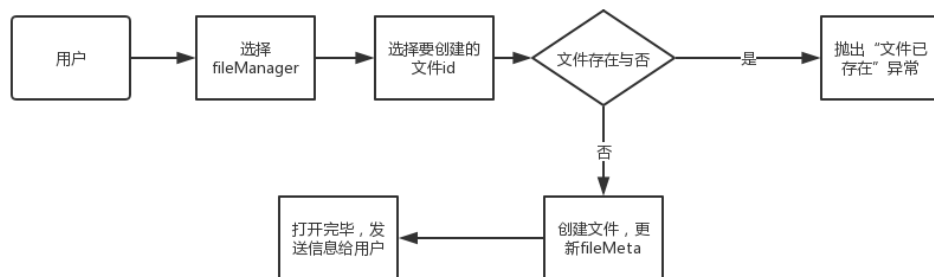 用户
选择
fileManager
选择要创建的
文件id
文件存在与否
是
抛出“文件已
存在”异常
否
打开完毕，发
送信息给用户
创建文件，更
新fileMeta